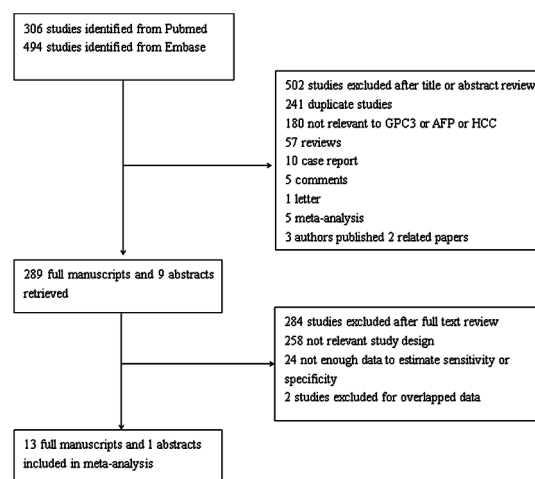 306 studies identified from Pubmed
494 studies identified from Embase
502 studies excluded after title or abstract review
241 duplicate studies
180 not relevant to GPC3 or AFP or HCC
57 reviews
10 case report
5 comments
1 letter
5 meta-analysis
3 authors published 2 related papers
289 full manuscripts and 9 abstracts
retrieved
284 studies excluded after full text review
258 not relevant study design
24 not enough data to estimate sensitivity or
specificity
2 studies excluded for overlapped data
13 full manuscripts and 1 abstracts
included in meta-analysis